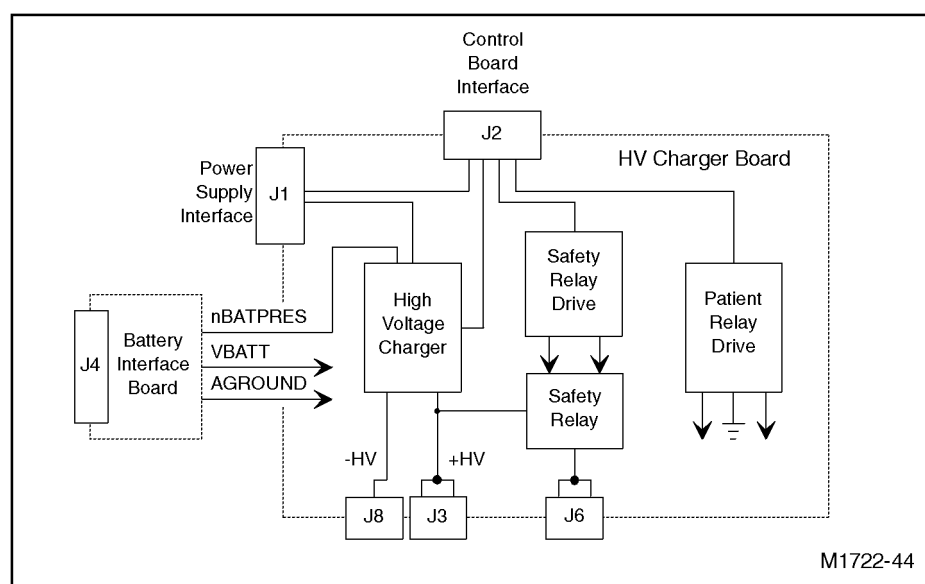 Control
Board
Interface
J2
HV Charger Board
Power
Supply
Interface
J1
Safety
Relay
Drive
High
Voltage
Charger
Patient
Relay
Drive
nBATPRES
VBATT
AGROUND
J4
Battery
Interface
Board
Safety
Relay
-HV
+HV
J8
J3
J6
M1722-44